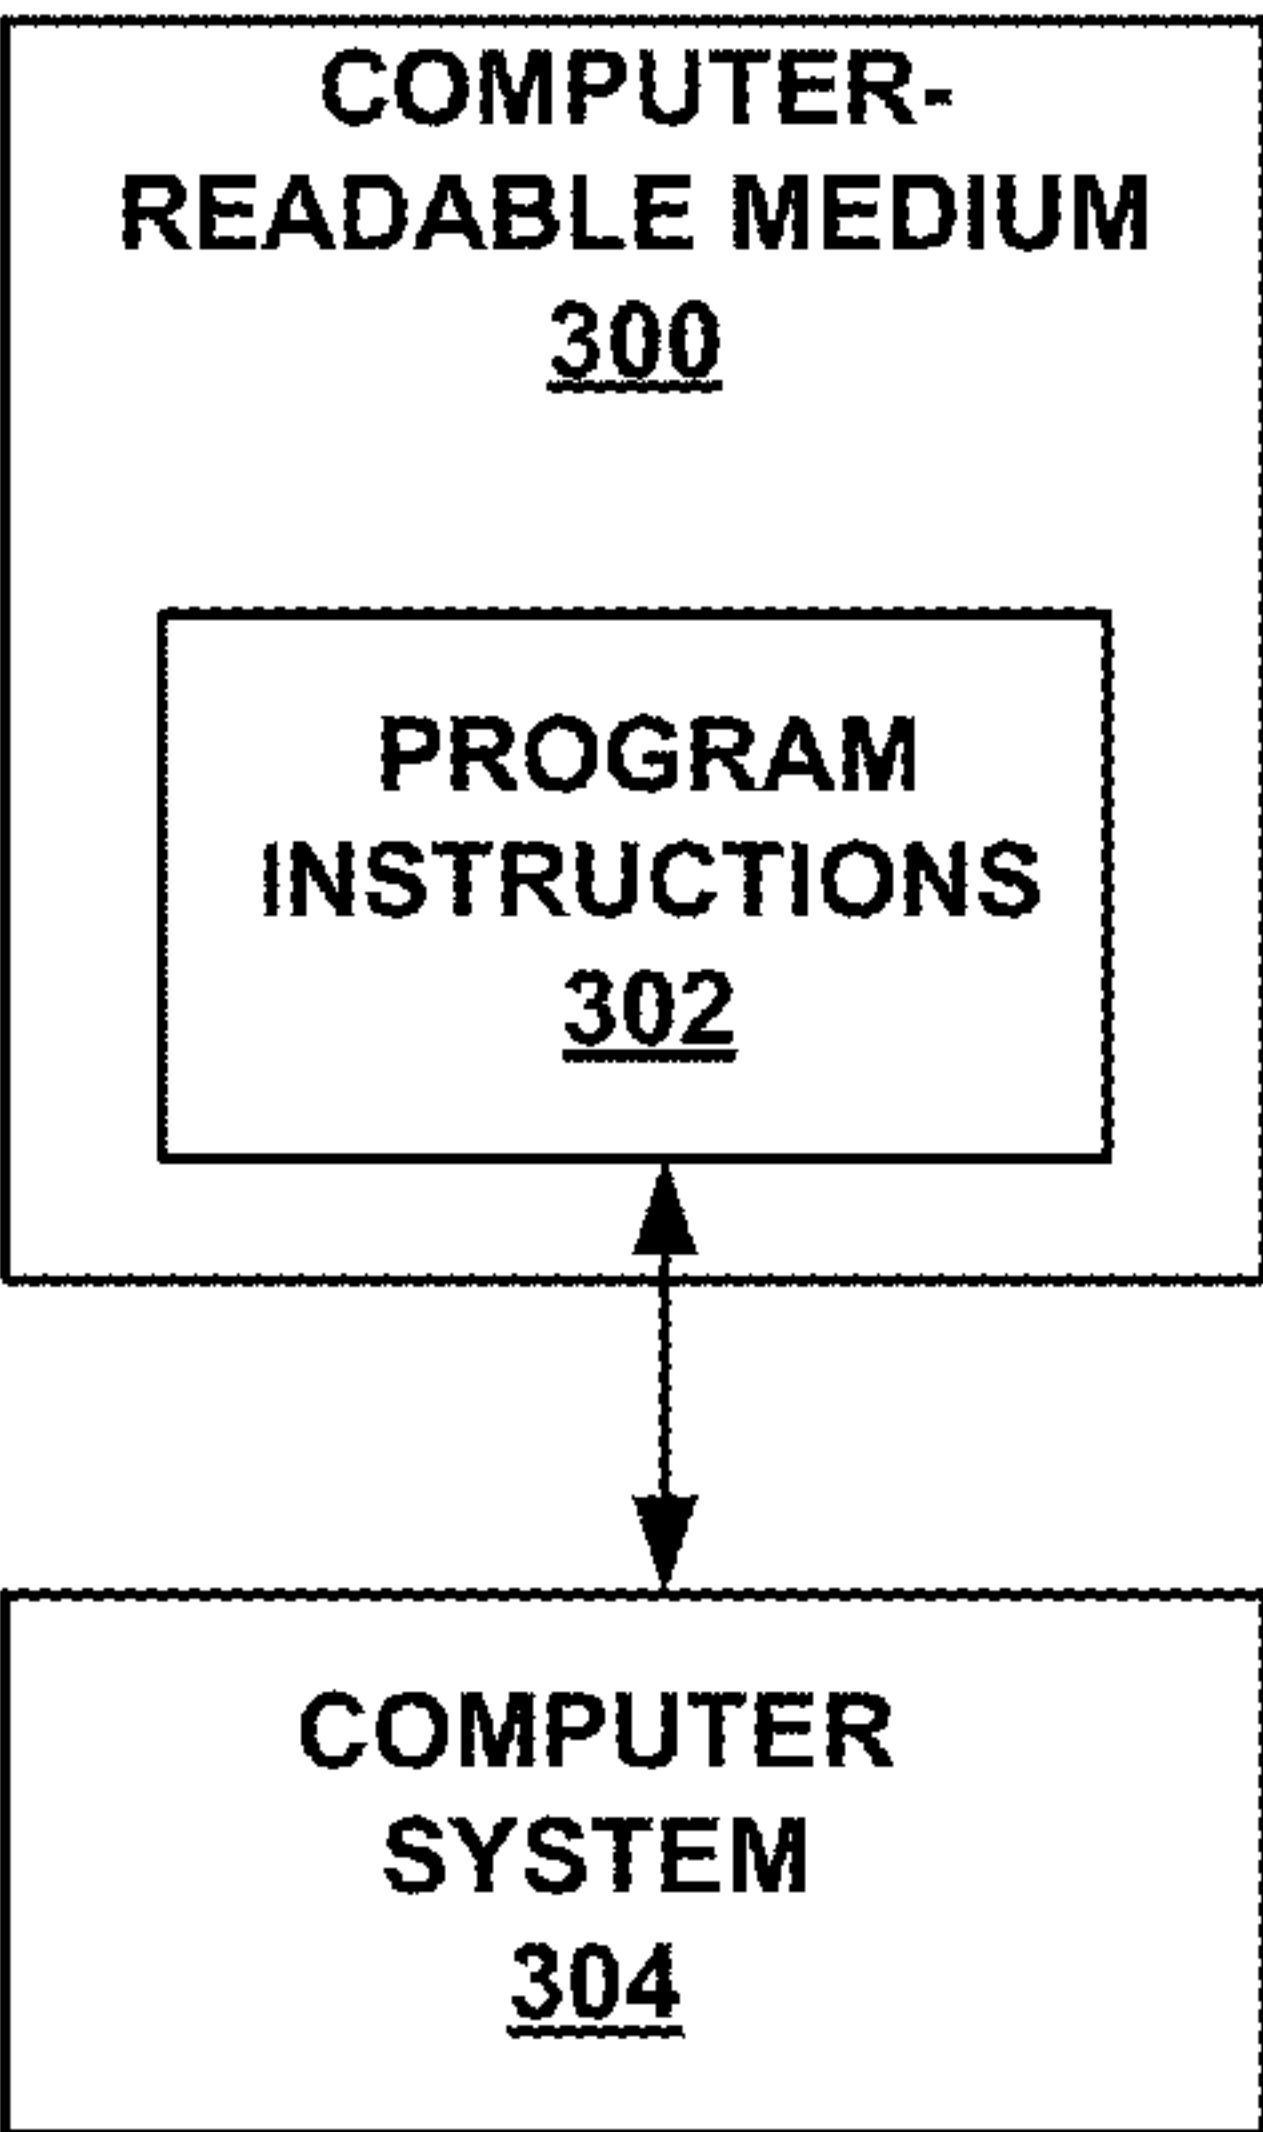 COMPUTER-
READABLE MEDIUM
300
PROGRAM
INSTRUCTIONS
302
COMPUTER
SYSTEM
304